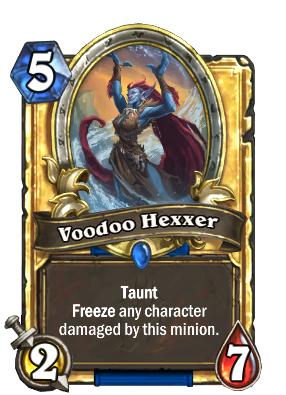 5
Voodoo Hexxer
Taunt
Freeze any character
damaged by this minion.
2
7